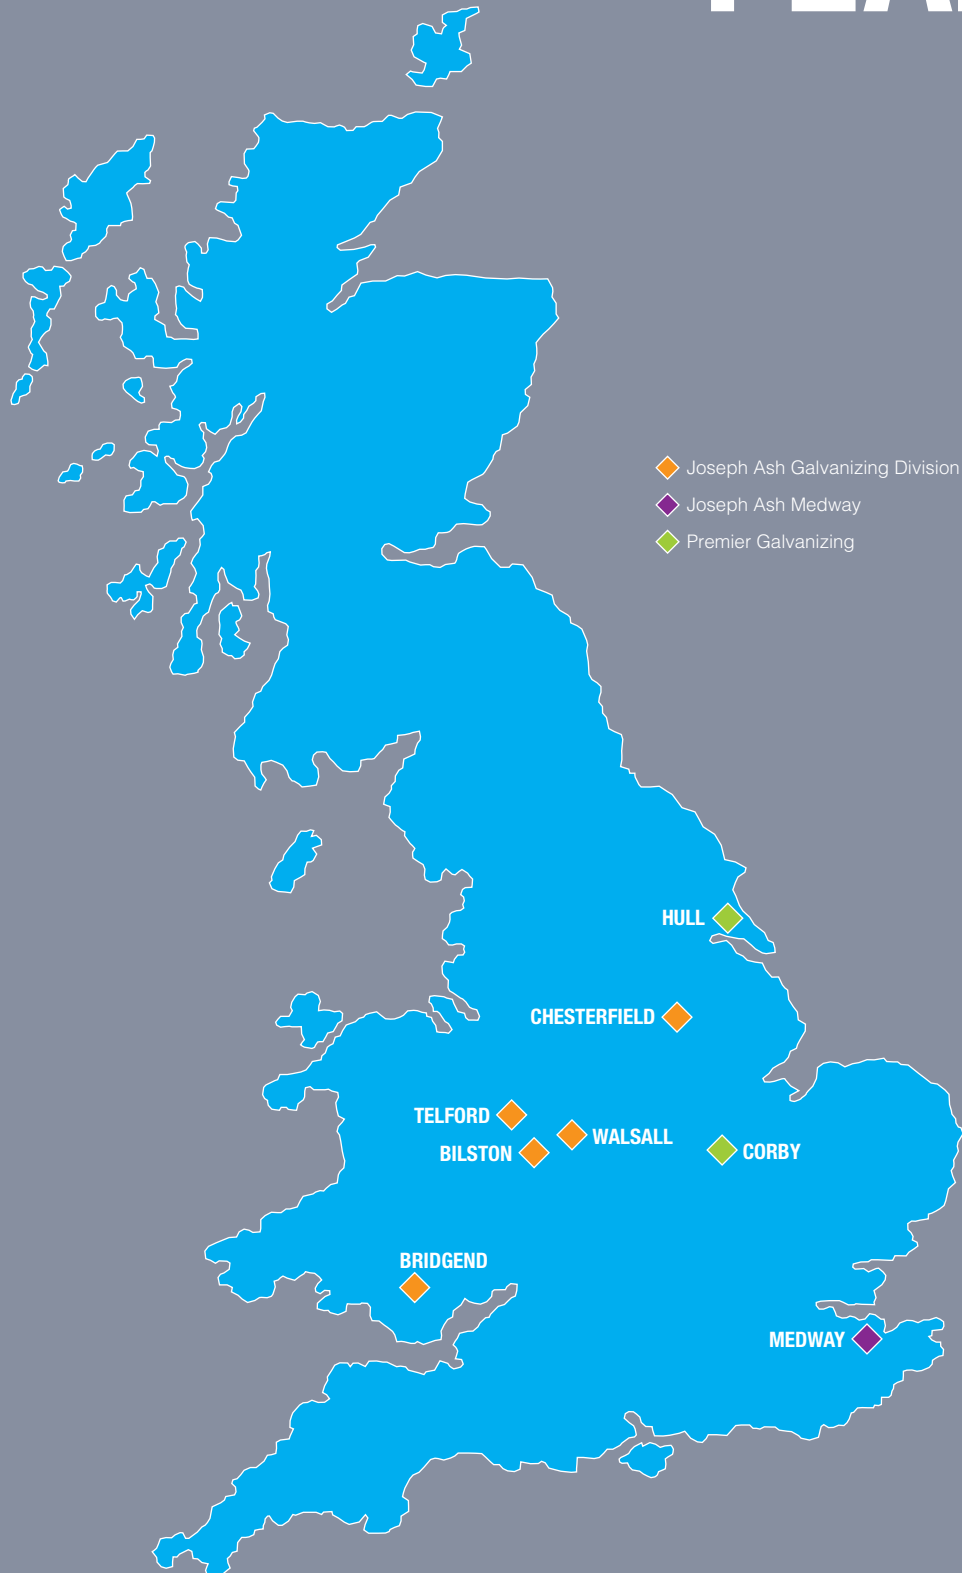 Joseph Ash Galvanizing Division
Joseph Ash Medway
Premier Galvanizing
HULL
CHESTERFIELD
TELFORD
WALSALL
BILSTON
CORBY
BRIDGEND
MEDWAY